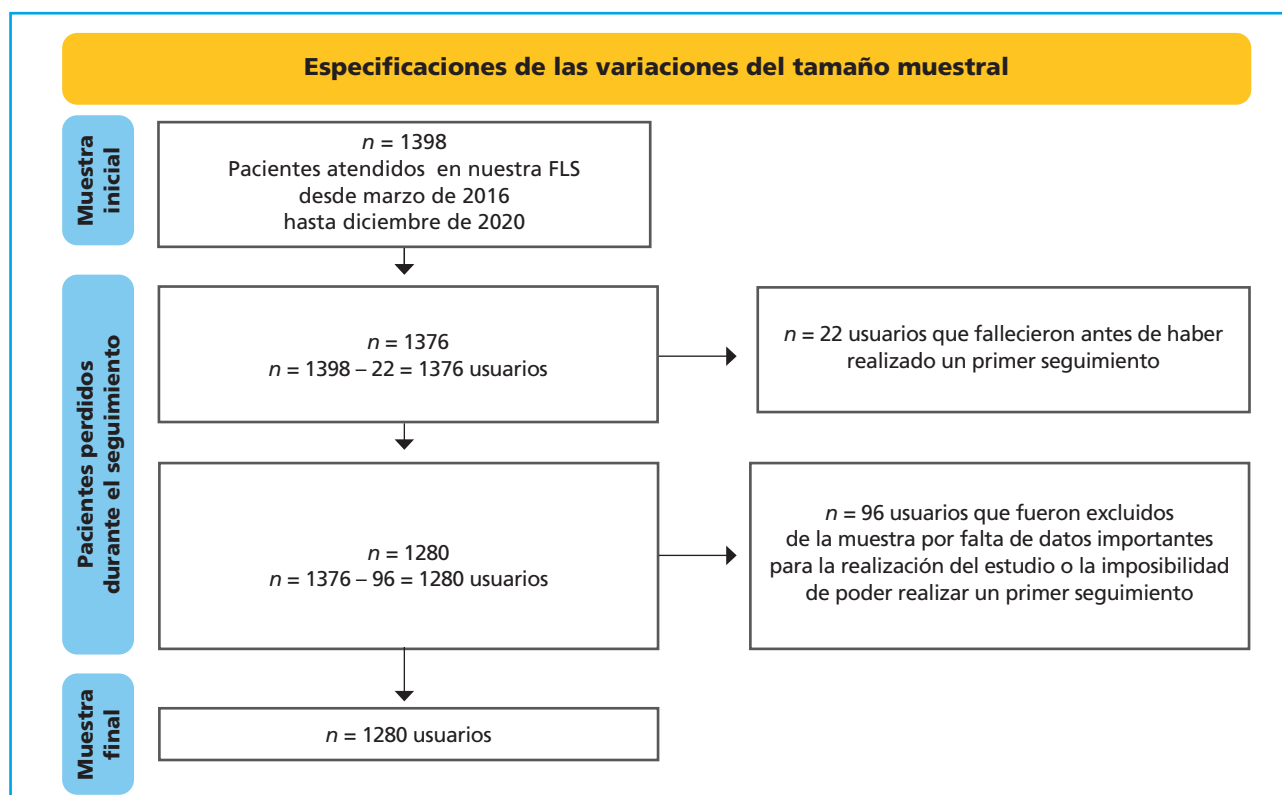 Especificaciones de las variaciones del tamaño muestral
Muestra
inicial
n = 1398
Pacientes atendidos en nuestra FLS
desde marzo de 2016
hasta diciembre de 2020
Pacientes perdidos
durante el seguimiento
n = 1376
n = 1398 – 22 = 1376 usuarios
n = 22 usuarios que fallecieron antes de haber
realizado un primer seguimiento
n = 1280
n = 1376 – 96 = 1280 usuarios
n = 96 usuarios que fueron excluidos
de la muestra por falta de datos importantes
para la realización del estudio o la imposibilidad
de poder realizar un primer seguimiento
Muestra
final
n = 1280 usuarios